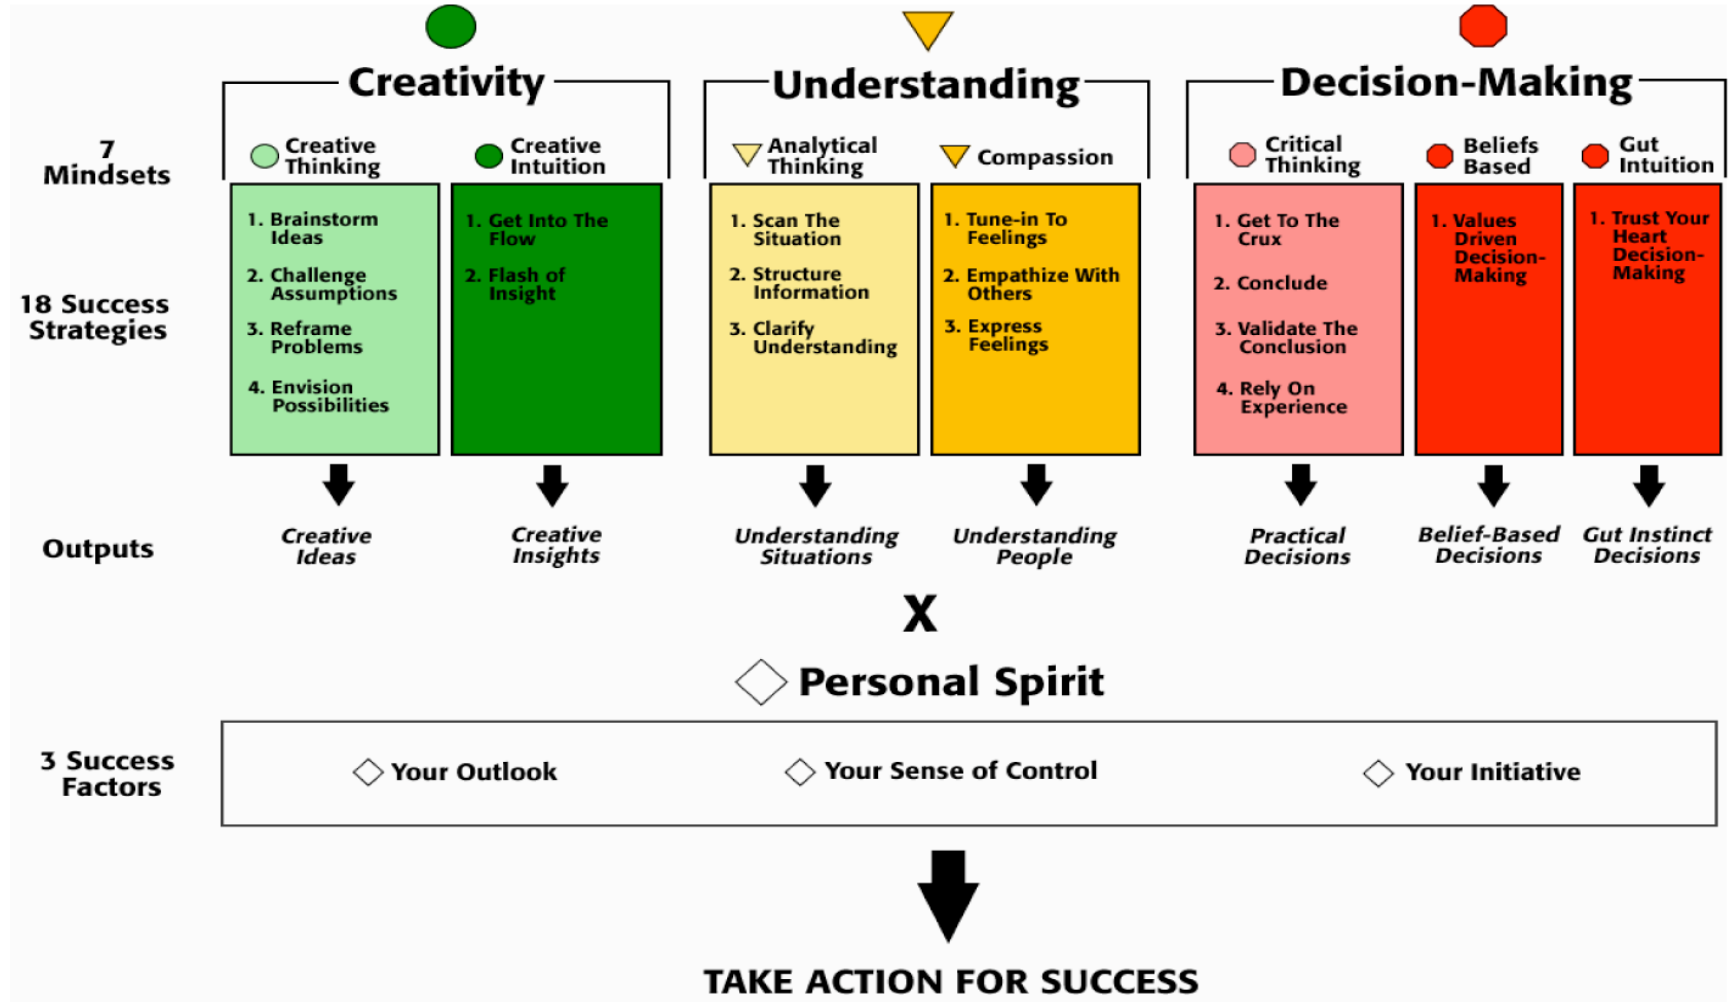 Creativity
Understanding
Decision-Making
7
Mindsets
Creative
Thinking
Creative
Intuition
Analytical
Thinking
Compassion
Critical
Thinking
Beliefs
Based
Gut
Intuition
18 Success
Strategies
1. Brainstorm
Ideas
2. Challenge
Assumptions
3. Reframe
Problems
4. Envision
Possibilities
1. Get Into The
Flow
2. Flash of
Insight
1. Scan The
Situation
2. Structure
Information
3. Clarify
Understanding
1. Tune-in To
Feelings
2. Empathize With
Others
3. Express
Feelings
1. Get To The
Crux
2. Conclude
3. Validate The
Conclusion
4. Rely On
Experience
1. Values
Driven
Decision-
Making
1. Trust Your
Heart
Decision-
Making
Outputs
Creative
Ideas
Creative
Insights
Understanding
Situations
Understanding
People
Practical
Decisions
Belief-Based
Decisions
Gut Instinct
Decisions
X
Personal Spirit
3 Success
Factors
Your Outlook
Your Sense of Control
Your Initiative
TAKE ACTION FOR SUCCESS